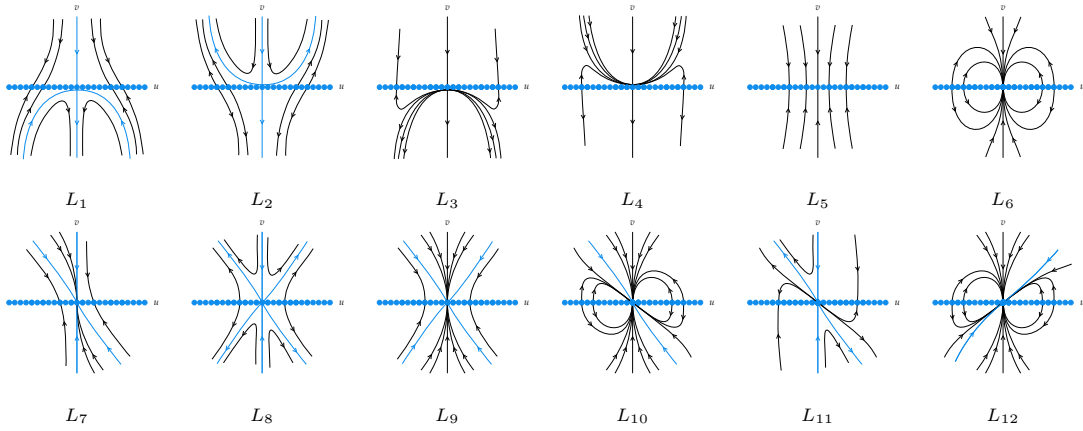 v v v v v v
u u u u u u
L₁ L₂ L₃ L₄ L₅ L₆
v v v v v v
u u u u u u
L₇ L₈ L₉ L₁₀ L₁₁ L₁₂